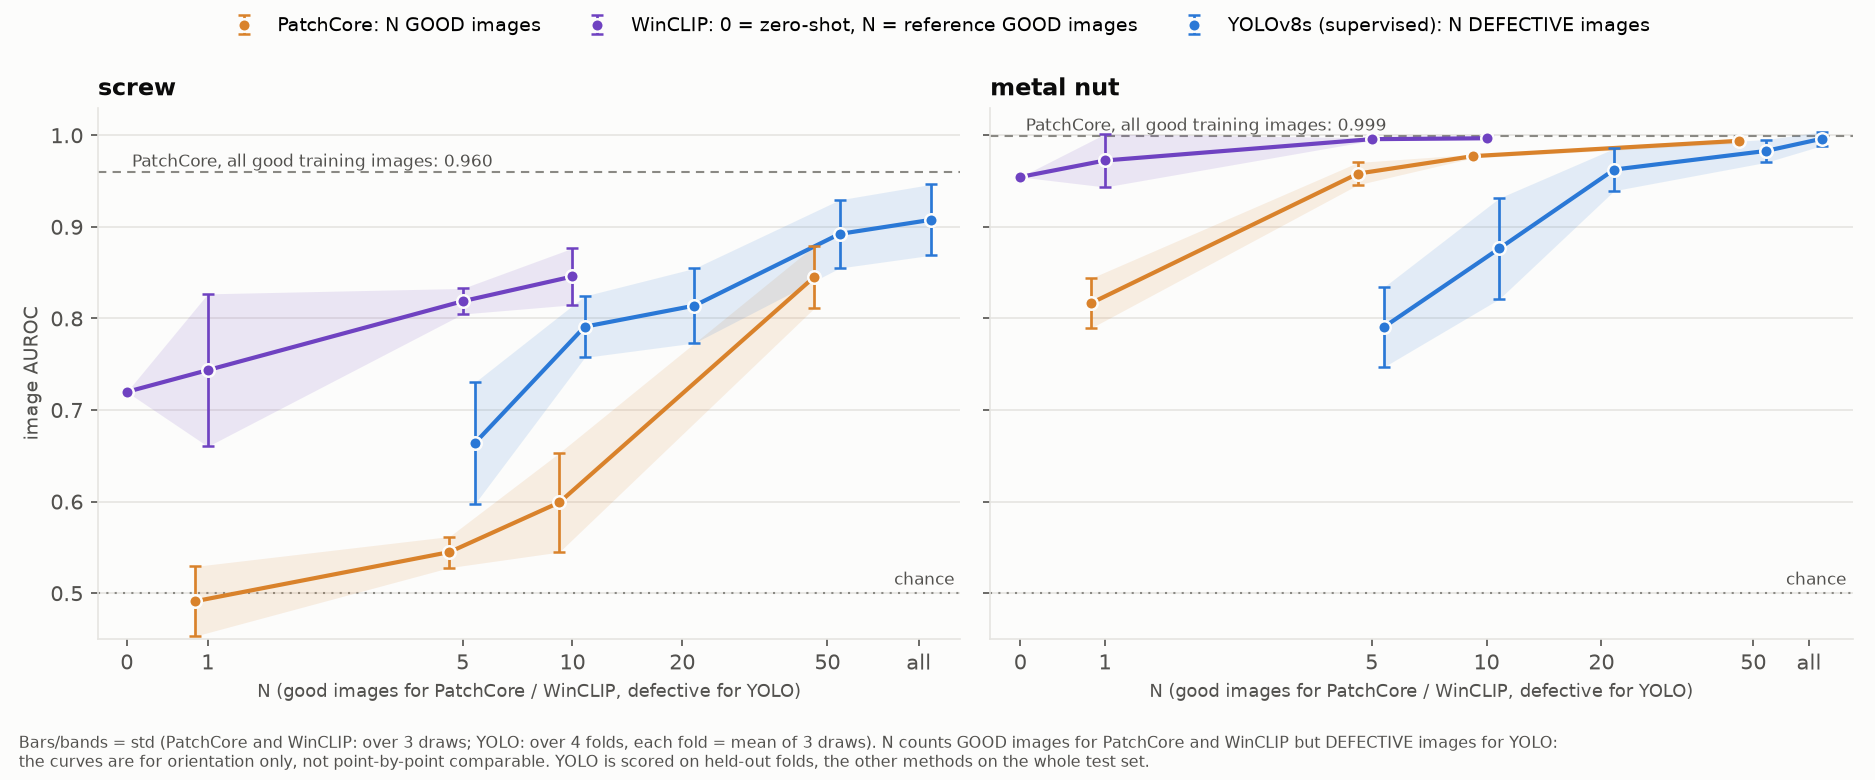 PatchCore: N GOOD images
WinCLIP: 0 = zero-shot, N = reference GOOD images
YOLOv8s (supervised): N DEFECTIVE images
screw
image AUROC
1.0
0.9
0.8
0.7
0.6
0.5
PatchCore, all good training images: 0.960
chance
0 1 5 10 20 50 all
N (good images for PatchCore / WinCLIP, defective for YOLO)
metal nut
PatchCore, all good training images: 0.999
chance
0 1 5 10 20 50 all
N (good images for PatchCore / WinCLIP, defective for YOLO)
Bars/bands = std (PatchCore and WinCLIP: over 3 draws; YOLO: over 4 folds, each fold = mean of 3 draws). N counts GOOD images for PatchCore and WinCLIP but DEFECTIVE images for YOLO:
the curves are for orientation only, not point-by-point comparable. YOLO is scored on held-out folds, the other methods on the whole test set.